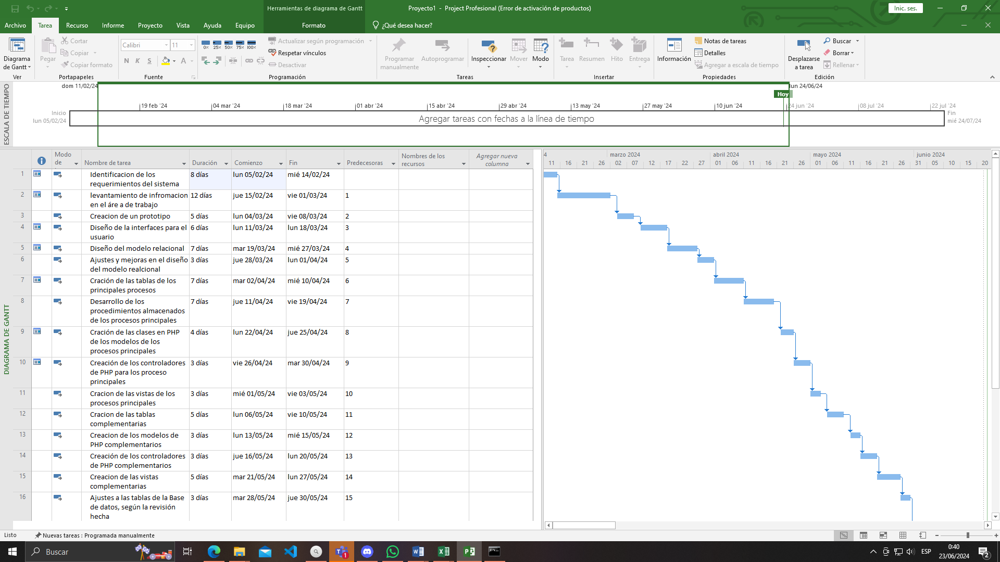 Herramientas de diagrama de Gantt
Proyecto1 - Project Profesional (Error de activación de productos)
Inic. ses.
Archivo Tarea Recurso Informe Proyecto Vista Ayuda Equipo Formato ¿Qué desea hacer?
Diagrama de Gantt
Ver
Pegar
Cortar
Copiar
Copiar formato
Portapapeles
Calibri 11
N K S A
Fuente
0% 25% 50% 75% 100%
Actualizar según programación
Respetar vínculos
Desactivar
Programación
Programar manualmente
Autoprogramar
Inspeccionar
Mover
Modo
Tareas
Tarea
Resumen
Hito
Entrega
Insertar
Información
Notas de tareas
Detalles
Agregar a escala de tiempo
Propiedades
Desplazarse a tarea
Buscar
Borrar
Rellenar
Edición
ESCALA DE TIEMPO
dom 11/02/24
lun 24/06/24
Hoy
19 feb '24 04 mar '24 18 mar '24 01 abr '24 15 abr '24 29 abr '24 13 may '24 27 may '24 10 jun '24 24 jun '24 08 jul '24 22 jul '24
Inicio
lun 05/02/24
Agregar tareas con fechas a la línea de tiempo
Fin
mié 24/07/24
DIAGRAMA DE GANTT
Modo de
Nombre de tarea
Duración
Comienzo
Fin
Predecesoras
Nombres de los recursos
Agregar nueva columna
4 marzo 2024 abril 2024 mayo 2024 junio 2024
11 16 21 26 02 07 12 17 22 27 01 06 11 16 21 26 01 06 11 16 21 26 31 05 10 15 20
1 Identificacion de los requerimientos del sistema 8 días lun 05/02/24 mié 14/02/24
2 levantamiento de infromacion en el áre a de trabajo 12 días jue 15/02/24 vie 01/03/24 1
3 Creacion de un prototipo 5 días lun 04/03/24 vie 08/03/24 2
4 Diseño de la interfaces para el usuario 6 días lun 11/03/24 lun 18/03/24 3
5 Diseño del modelo relacional 7 días mar 19/03/24 mié 27/03/24 4
6 Ajustes y mejoras en el diseño del modelo realcional 3 días jue 28/03/24 lun 01/04/24 5
7 Cración de las tablas de los principales procesos 7 días mar 02/04/24 mié 10/04/24 6
8 Desarrollo de los procedimientos almacenados de los procesos principales 7 días jue 11/04/24 vie 19/04/24 7
9 Cración de las clases en PHP de los modelos de los procesos principales 4 días lun 22/04/24 jue 25/04/24 8
10 Creación de los controladores de PHP para los proceso principales 3 días vie 26/04/24 mar 30/04/24 9
11 Cracion de las vistas de los procesos principales 3 días mié 01/05/24 vie 03/05/24 10
12 Cracion de las tablas complementarias 5 días lun 06/05/24 vie 10/05/24 11
13 Creacion de los modelos de PHP complementarios 3 días lun 13/05/24 mié 15/05/24 12
14 Creación de los controladores de PHP complementarios 3 días jue 16/05/24 lun 20/05/24 13
15 Creacion de las vistas complementarias 5 días mar 21/05/24 lun 27/05/24 14
16 Ajustes a las tablas de la Base de datos, según la revisión hecha 3 días mar 28/05/24 jue 30/05/24 15
Listo
Nuevas tareas : Programada manualmente
Buscar
1
ESP
0:40
23/06/2024
2